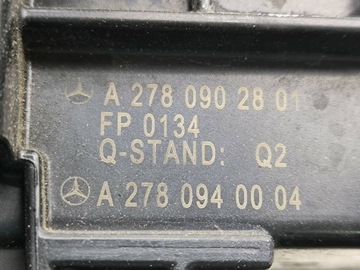 A 278 090 28 01
FP 0134
Q-STAND: Q2
A 278 094 00 04